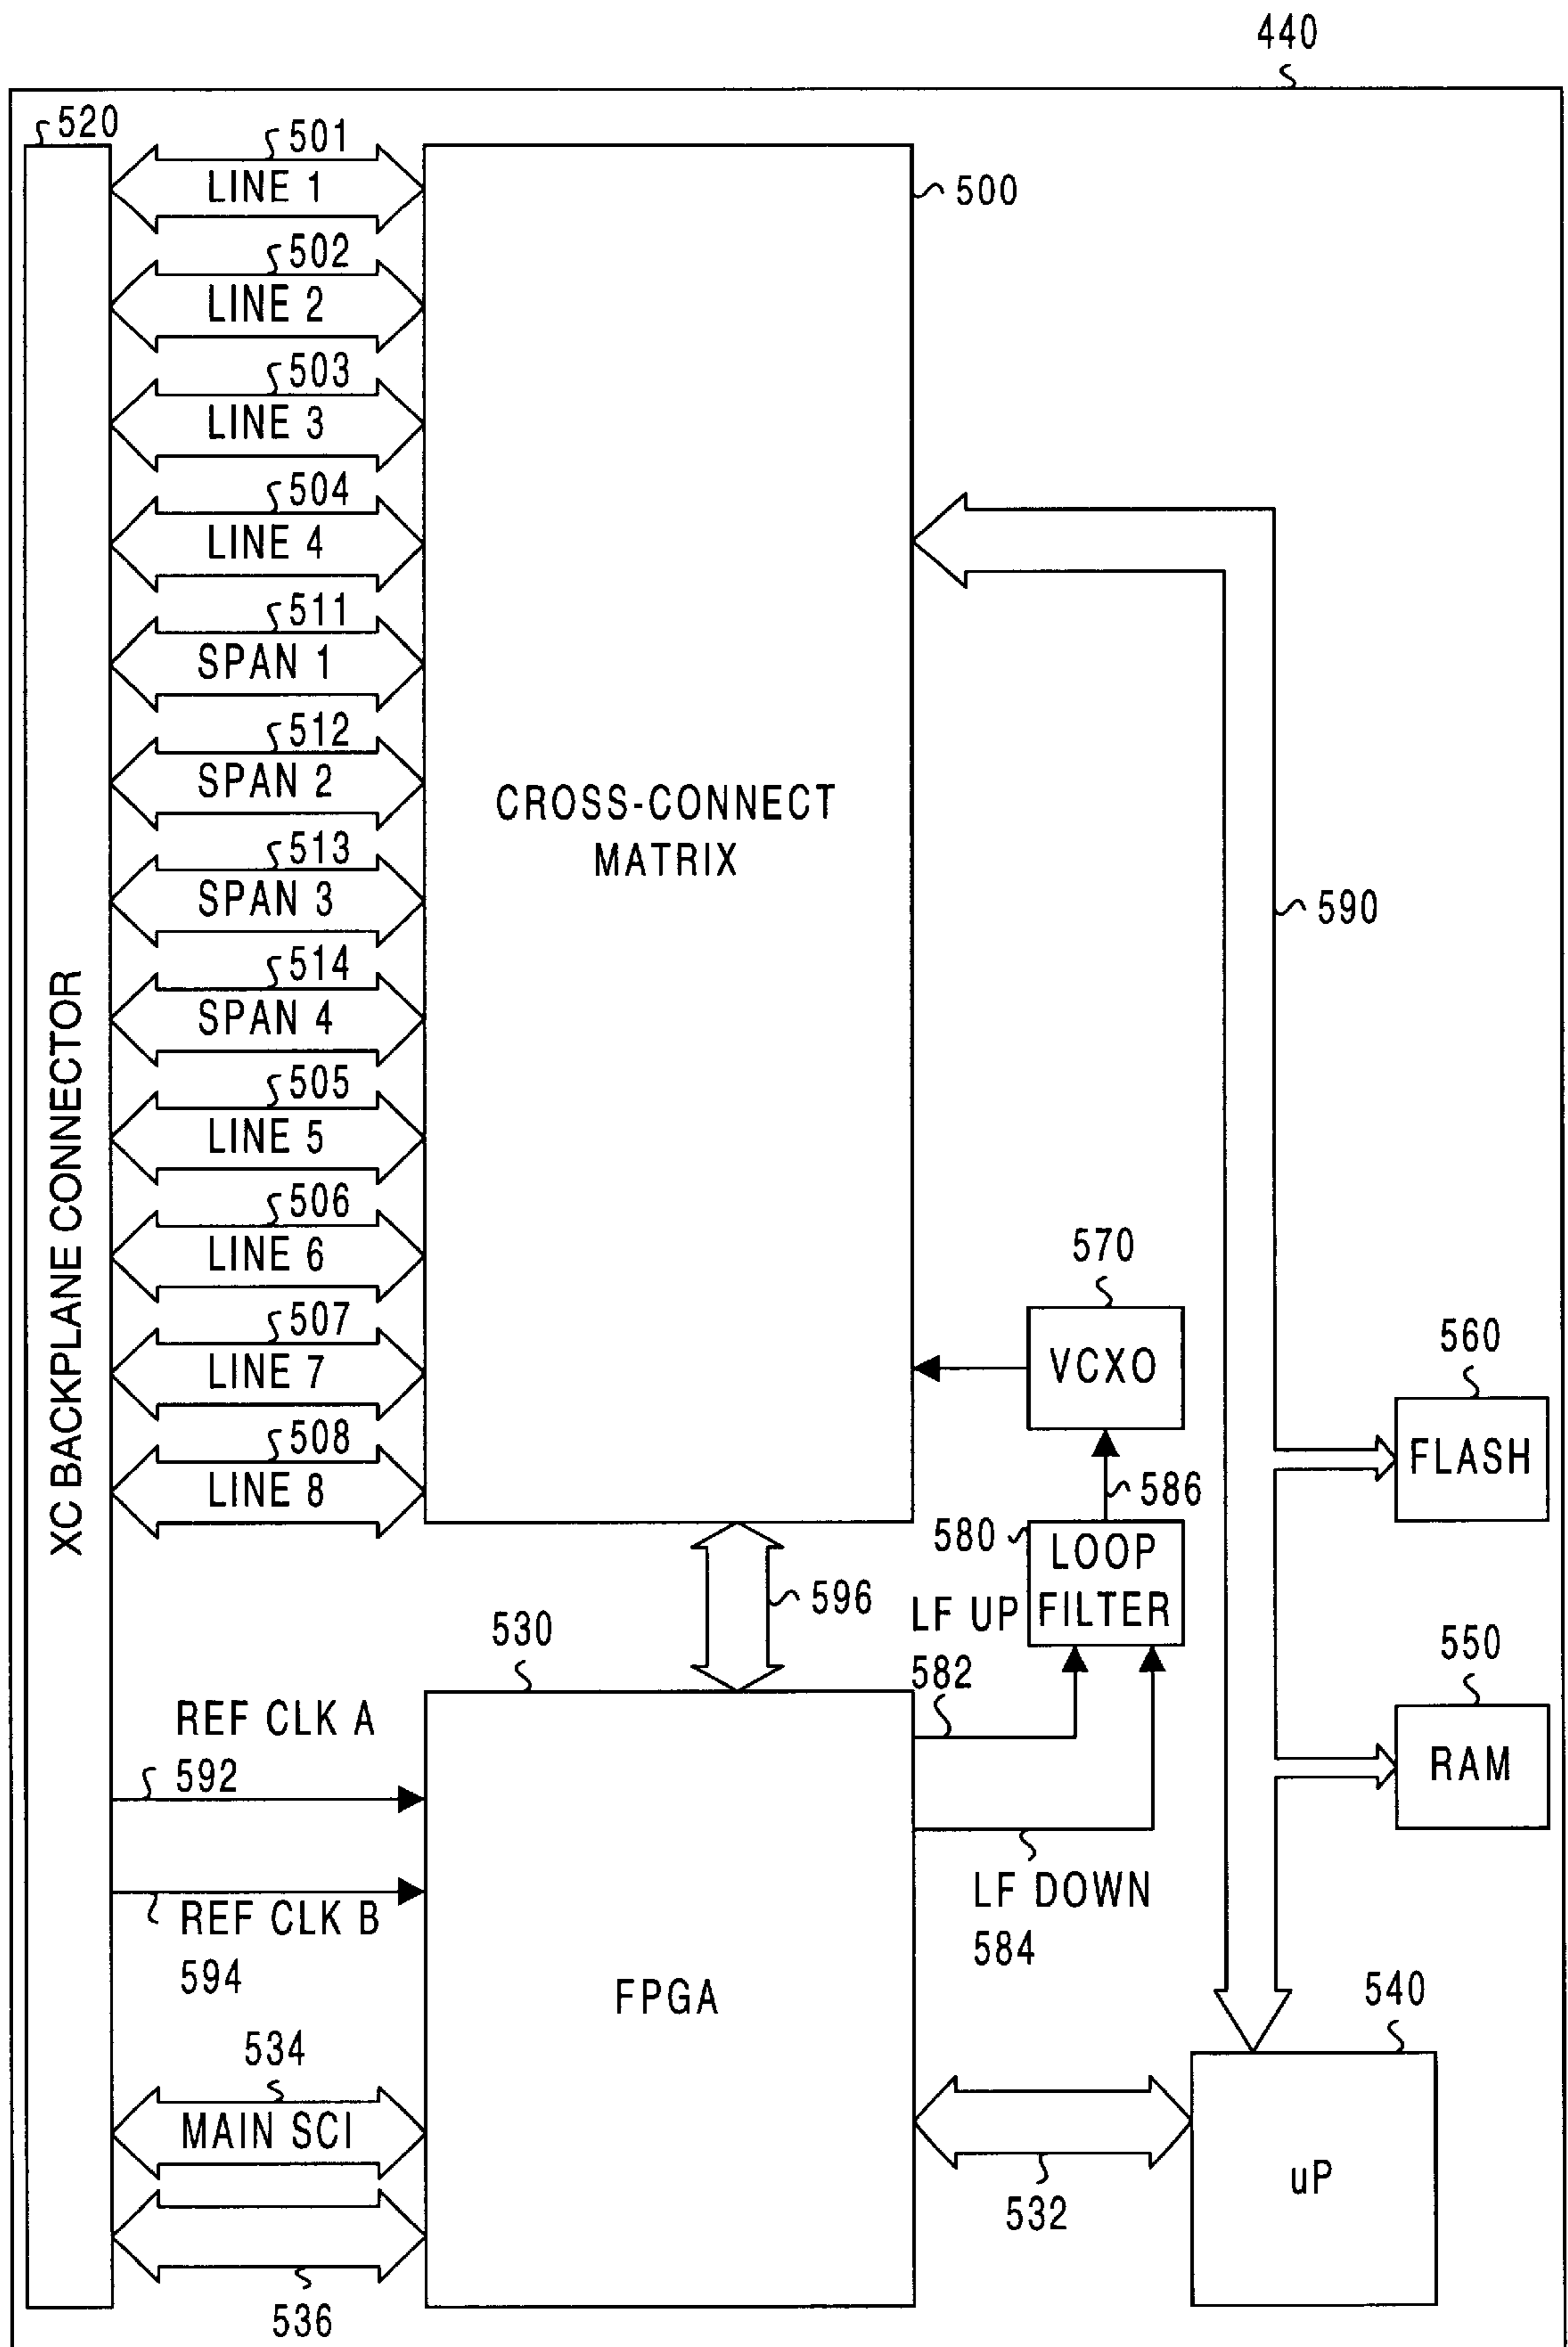 440
520
501
LINE 1
500
502
LINE 2
503
LINE 3
504
LINE 4
511
SPAN 1
512
SPAN 2
CROSS-CONNECT
MATRIX
513
SPAN 3
590
514
SPAN 4
XC BACKPLANE CONNECTOR
505
LINE 5
506
LINE 6
570
VCXO
507
LINE 7
560
FLASH
508
LINE 8
586
580
LOOP
FILTER
596
LF UP
582
530
550
RAM
REF CLK A
592
LF DOWN
584
REF CLK B
594
FPGA
540
534
MAIN SCI
uP
532
536